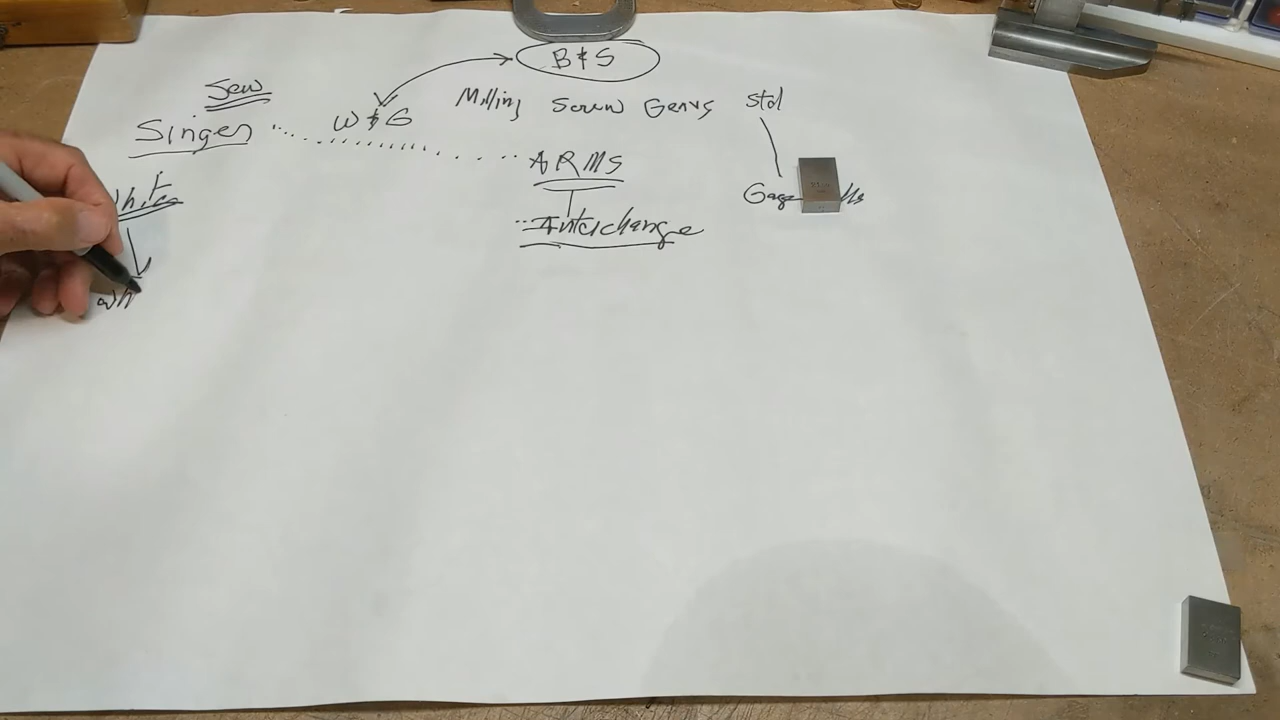 B & S
Sew
Milling Screw Gears std
Singer W & G
ARMS
Gage
Interchange